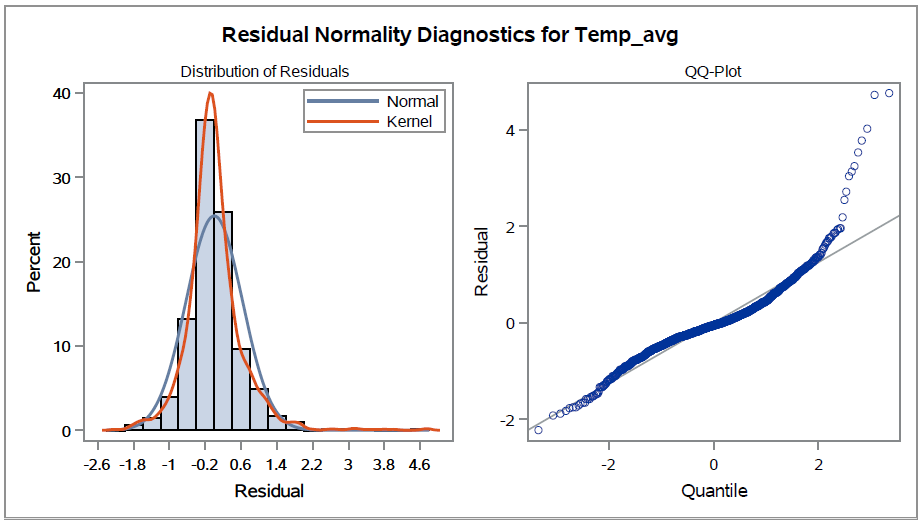 Residual Normality Diagnostics for Temp_avg
Distribution of Residuals
40
30
20
10
0
Percent
Normal
Kernel
-2.6 -1.8 -1 -0.2 0.6 1.4 2.2 3 3.8 4.6
Residual
QQ-Plot
4
2
0
-2
Residual
-2 0 2
Quantile